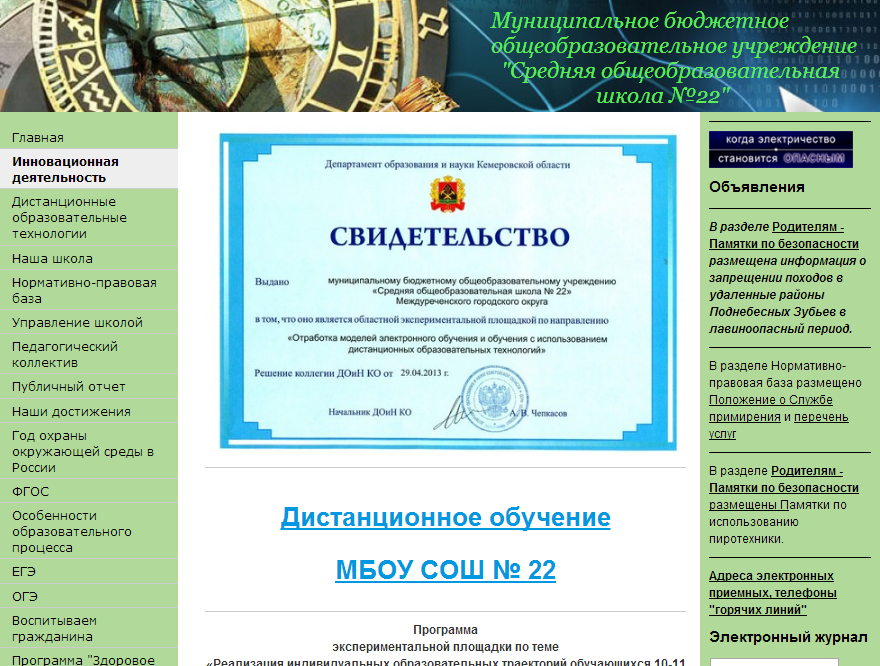 Муниципальное бюджетное
общеобразовательное учреждение
"Средняя общеобразовательная
школа №22"
Главная
Инновационная
деятельность
Дистанционные
образовательные
технологии
Наша школа
Нормативно-правовая
база
Управление школой
Педагогический
коллектив
Публичный отчет
Наши достижения
Год охраны
окружающей среды в
России
ФГОС
Особенности
образовательного
процесса
ЕГЭ
ОГЭ
Воспитываем
гражданина
Программа "Здоровое
Департамент образования и науки Кемеровской области
СВИДЕТЕЛЬСТВО
Выдано муниципальному бюджетному общеобразовательному учреждению
«Средняя общеобразовательная школа № 22»
Междуреченского городского округа
в том, что оно является областной экспериментальной площадкой по направлению
«Отработка моделей электронного обучения и обучения с использованием
дистанционных образовательных технологий»
Решение коллегии ДОиН КО от 29.04.2013 г.
Начальник ДОиН КО А. В. Чепкасов
Дистанционное обучение
МБОУ СОШ № 22
Программа
экспериментальной площадки по теме
«Реализация индивидуальных образовательных траекторий обучающихся 10-11
когда электричество
становится ОПАСНЫМ
Объявления
В разделе Родителям -
Памятки по безопасности
размещена информация о
запрещении походов в
удаленные районы
Поднебесных Зубьев в
лавиноопасный период.
В разделе Нормативно-
правовая база размещено
Положение о Службе
примирения и перечень
услуг
В разделе Родителям -
Памятки по безопасности
размещены Памятки по
использованию
пиротехники.
Адреса электронных
приемных, телефоны
"горячих линий"
Электронный журнал